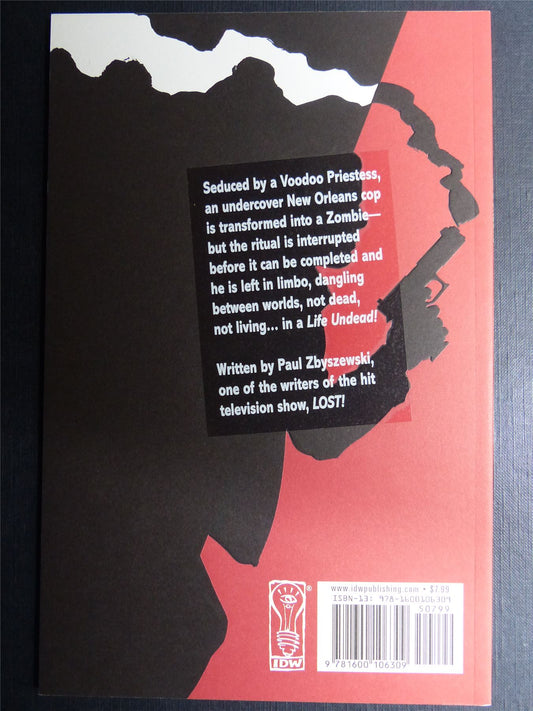 Seduced by a Voodoo Priestess,
an undercover New Orleans cop
is transformed into a Zombie—
but the ritual is interrupted
before it can be completed and
he is left in limbo, dangling
between worlds, not dead,
not living... in a Life Undead!
Written by Paul Zbyszewski,
one of the writers of the hit
television show, LOST!
www.idwpublishing.com • $7.99
ISBN-13: 978-1600106309
50799
9 781600 106309
®
IDW